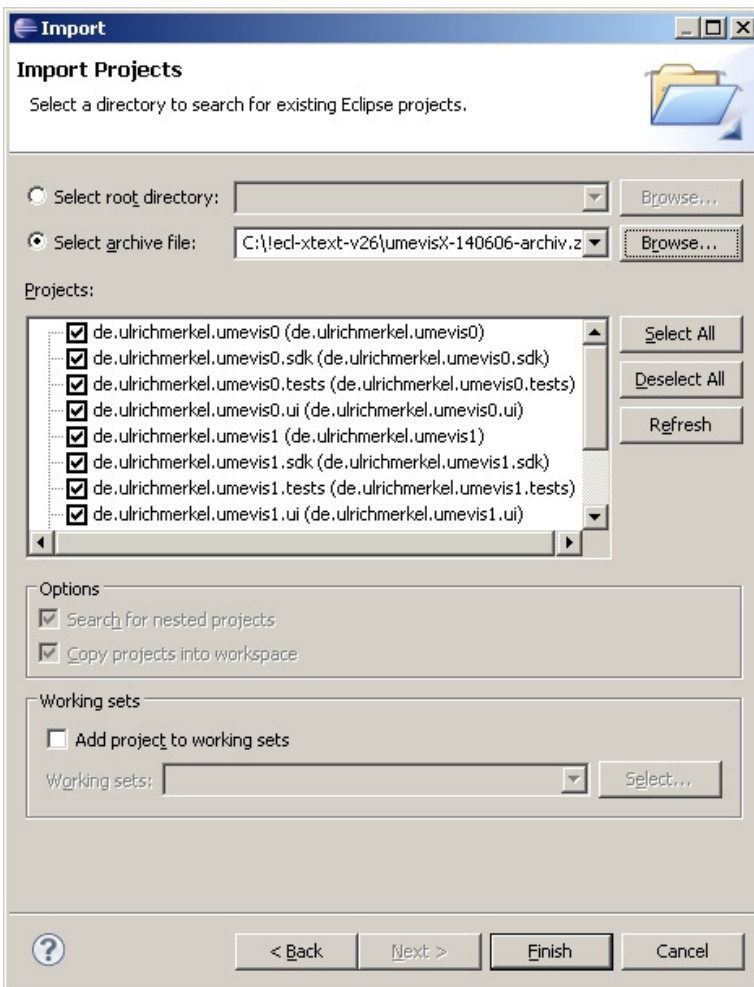 Import
Import Projects
Select a directory to search for existing Eclipse projects.
Select root directory:
Browse...
Select archive file:
C:\!ecl-xtext-v26\umevisX-140606-archiv.z
Browse...
Projects:
de.ulrichmerkel.umevis0 (de.ulrichmerkel.umevis0)
de.ulrichmerkel.umevis0.sdk (de.ulrichmerkel.umevis0.sdk)
de.ulrichmerkel.umevis0.tests (de.ulrichmerkel.umevis0.tests)
de.ulrichmerkel.umevis0.ui (de.ulrichmerkel.umevis0.ui)
de.ulrichmerkel.umevis1 (de.ulrichmerkel.umevis1)
de.ulrichmerkel.umevis1.sdk (de.ulrichmerkel.umevis1.sdk)
de.ulrichmerkel.umevis1.tests (de.ulrichmerkel.umevis1.tests)
de.ulrichmerkel.umevis1.ui (de.ulrichmerkel.umevis1.ui)
Select All
Deselect All
Refresh
Options
Search for nested projects
Copy projects into workspace
Working sets
Add project to working sets
Working sets:
Select...
?
< Back
Next >
Finish
Cancel